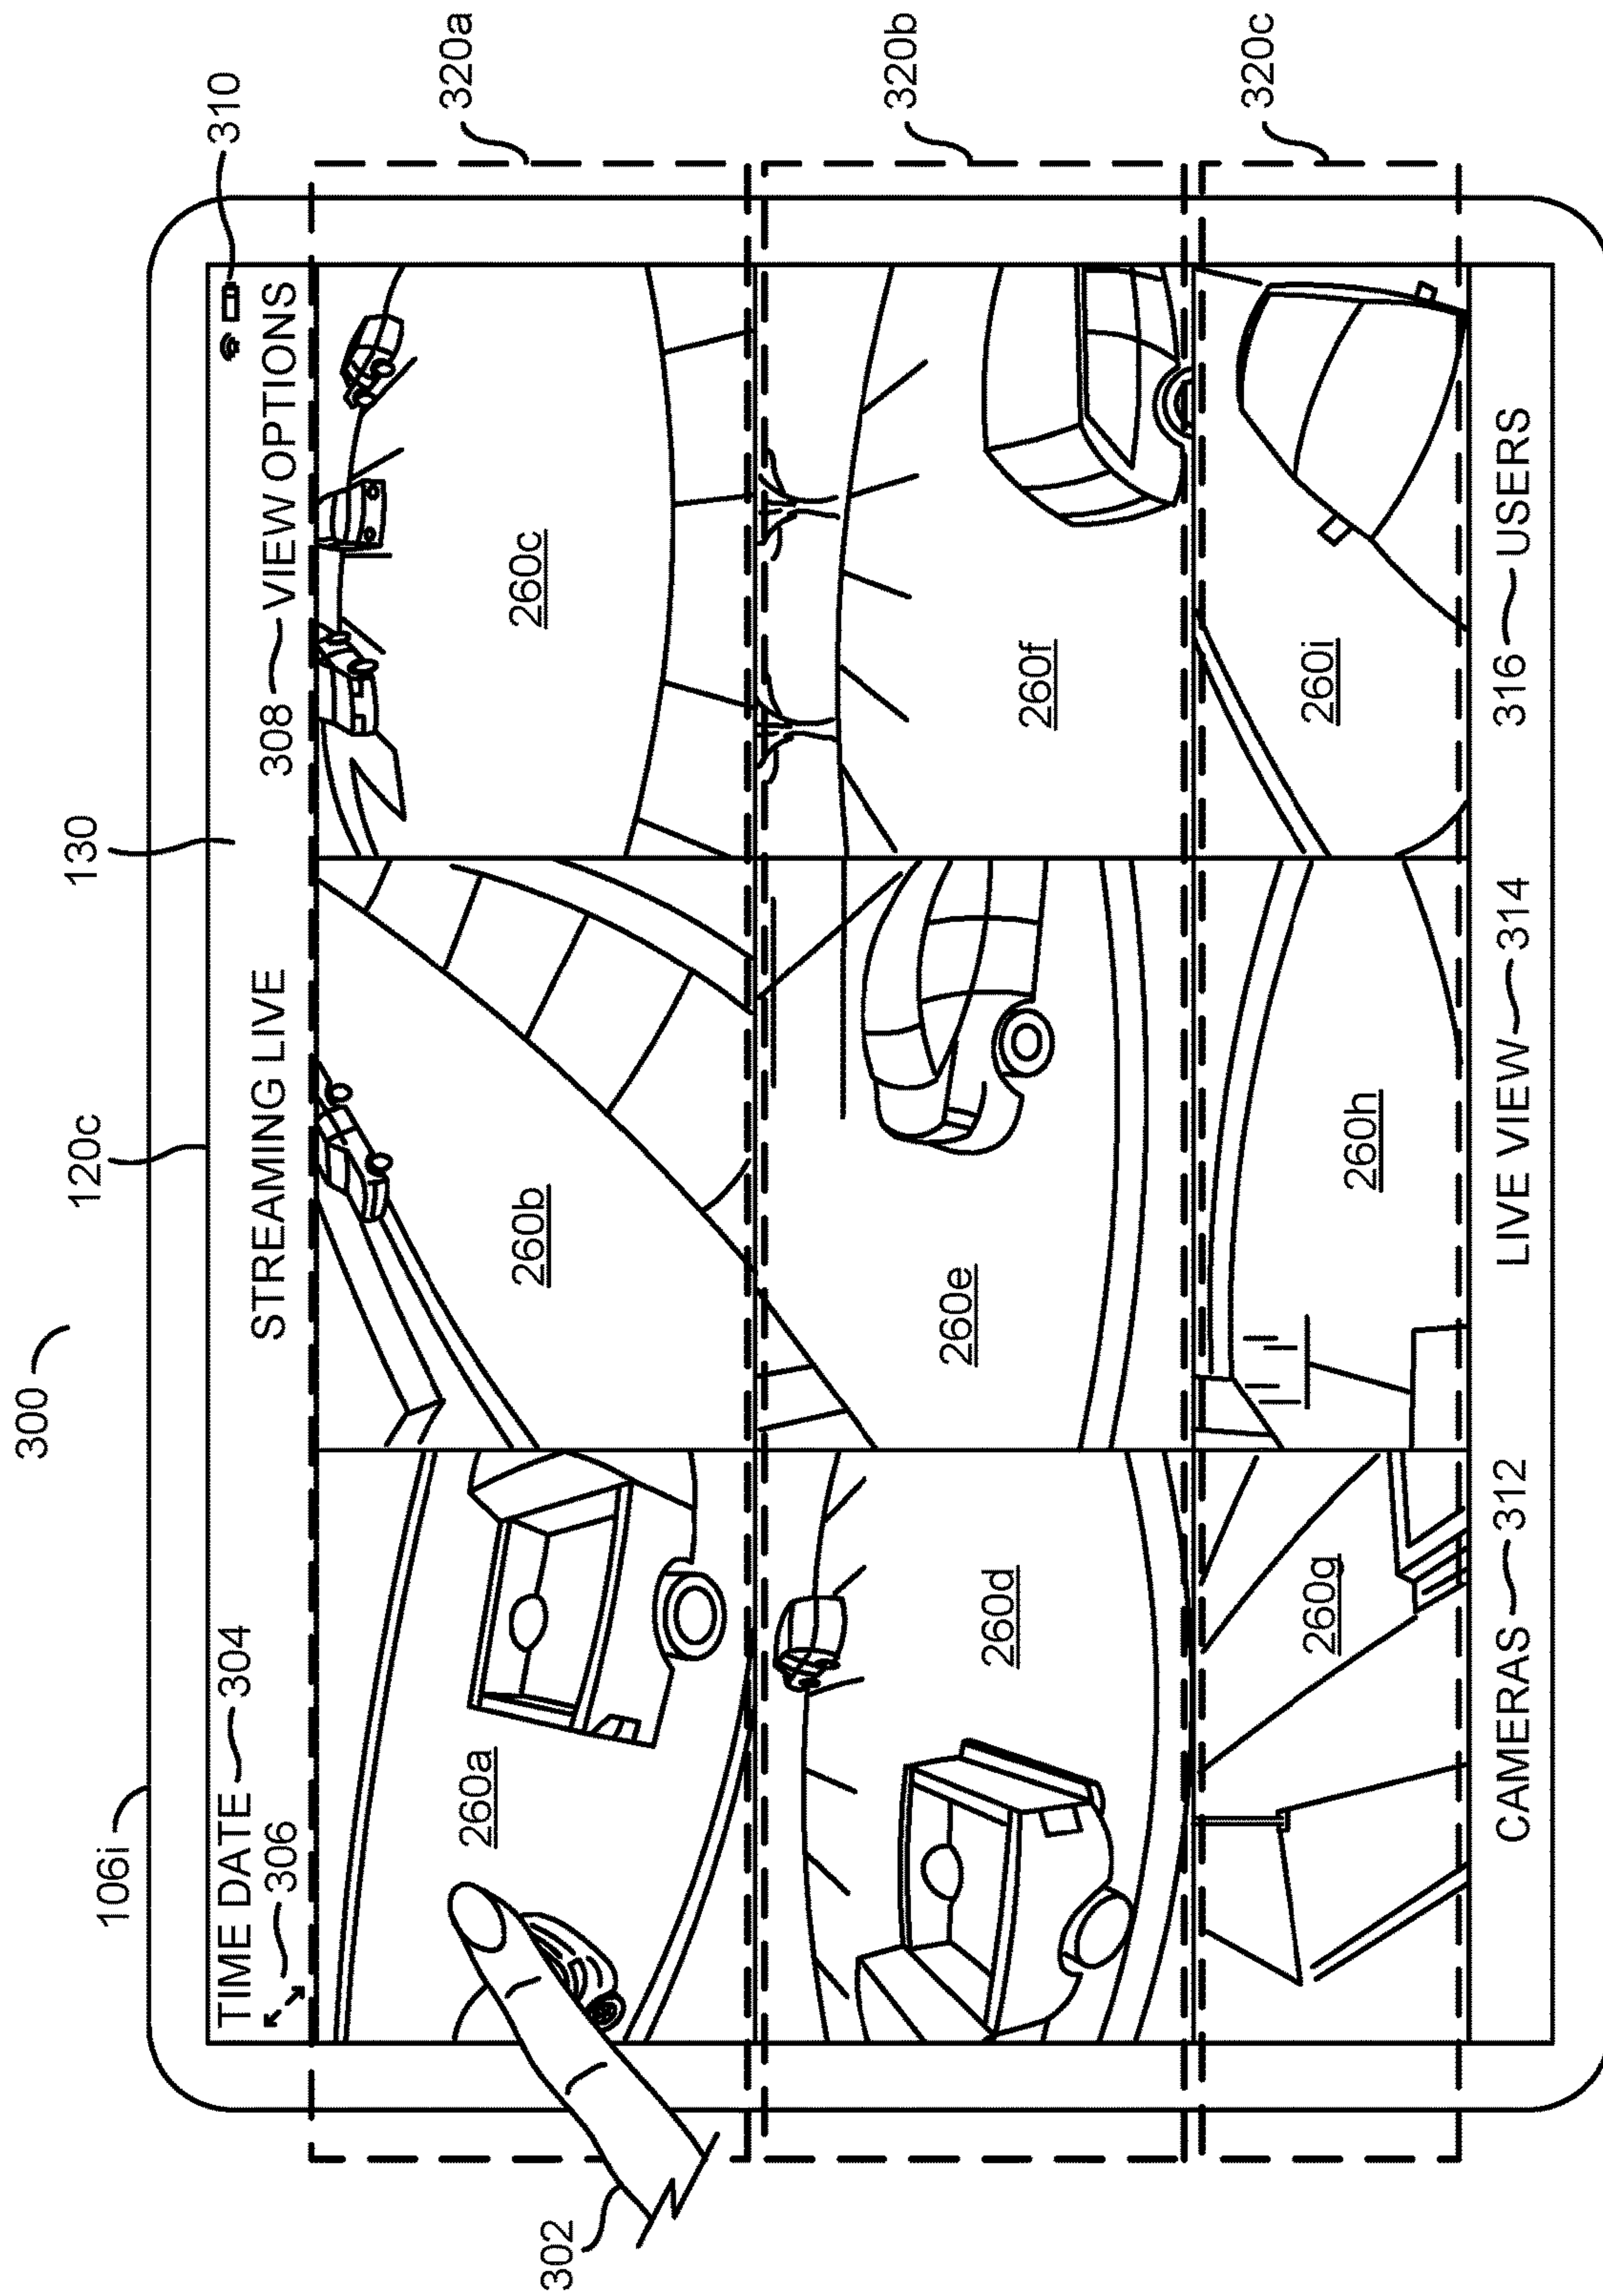 300
106i
120c
130
310
TIME DATE 304
306
STREAMING LIVE
308 VIEW OPTIONS
260a
260b
260c
320a
302
260d
260e
260f
320b
260g
260h
260i
320c
CAMERAS 312
LIVE VIEW 314
316 USERS